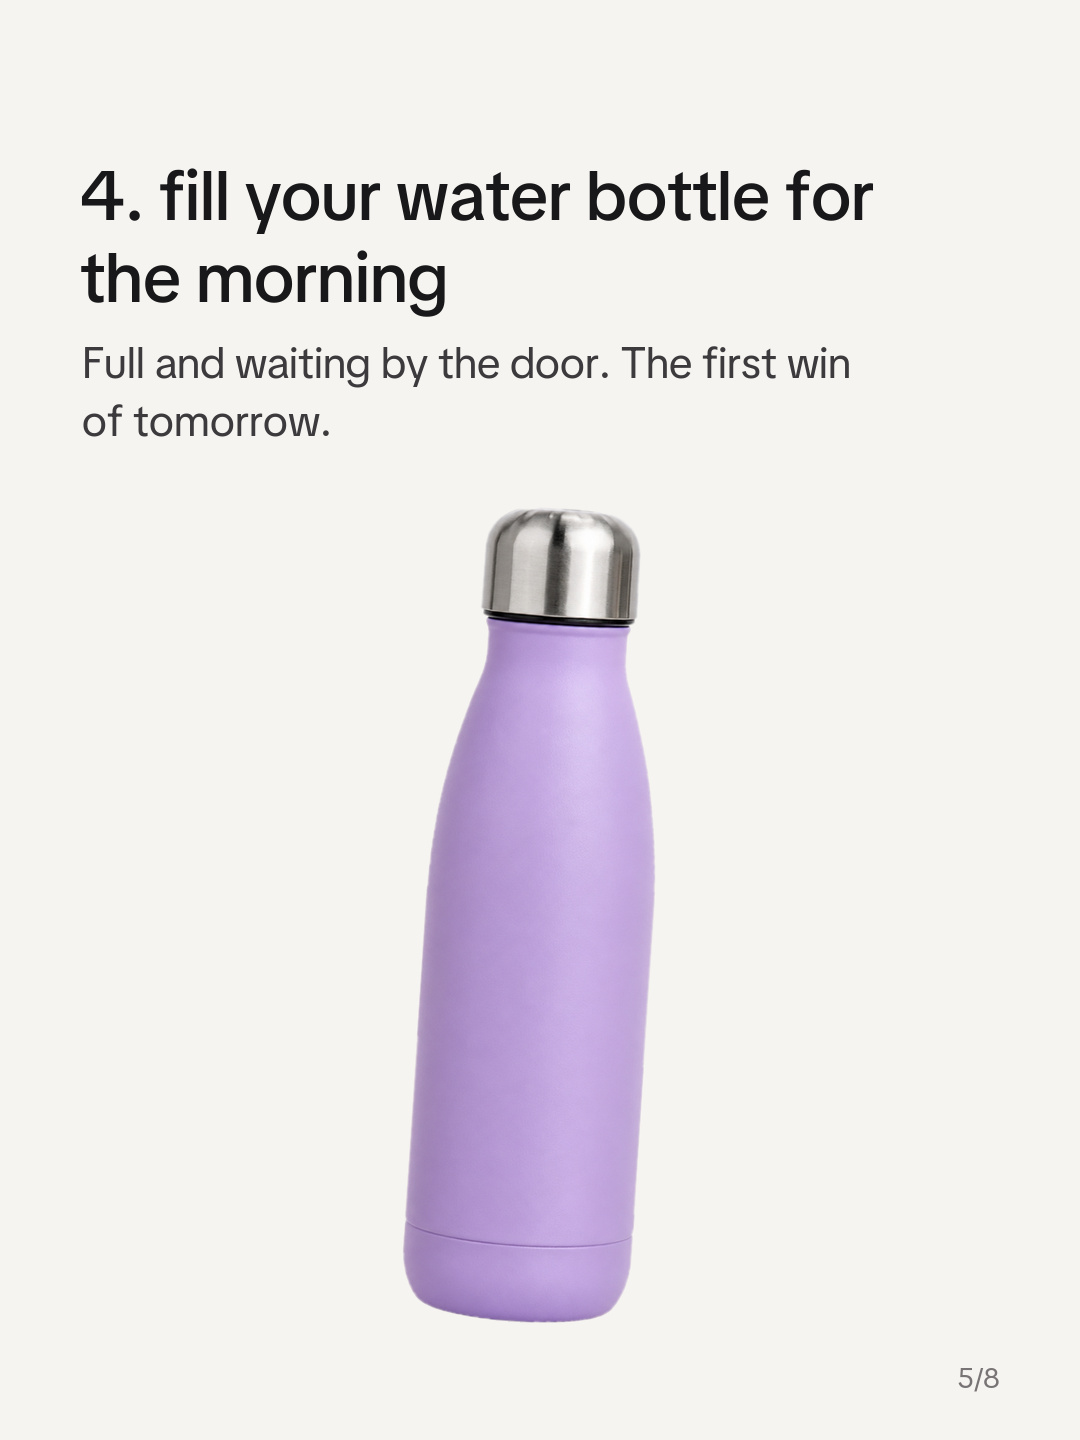 4. fill your water bottle for
the morning
Full and waiting by the door. The first win
of tomorrow.
5/8